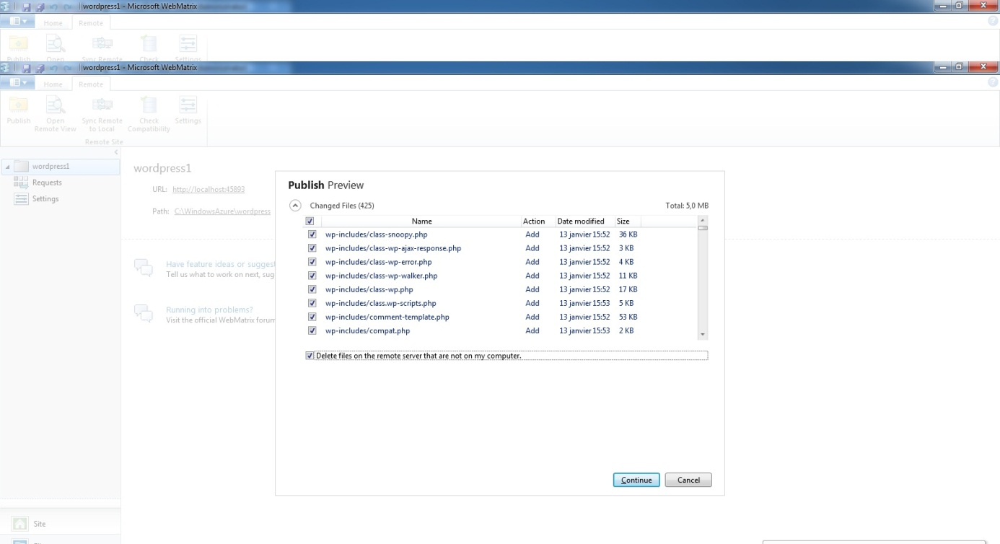 wordpress1 - Microsoft WebMatrix
Home Remote
Publish Open Sync Remote Check Settings
wordpress1 - Microsoft WebMatrix
Home Remote
Publish Open Remote View Sync Remote to Local Check Compatibility Settings
Remote Site
wordpress1
Requests
Settings
wordpress1
URL: http://localhost:45893
Path: C:\WindowsAzure\wordpress
Have feature ideas or suggest
Tell us what to work on next, sug
Running into problems?
Visit the official WebMatrix forum
Publish Preview
Changed Files (425) Total: 5,0 MB
Name Action Date modified Size
wp-includes/class-snoopy.php Add 13 janvier 15:52 36 KB
wp-includes/class-wp-ajax-response.php Add 13 janvier 15:52 3 KB
wp-includes/class-wp-error.php Add 13 janvier 15:52 4 KB
wp-includes/class-wp-walker.php Add 13 janvier 15:52 11 KB
wp-includes/class-wp.php Add 13 janvier 15:52 17 KB
wp-includes/class.wp-scripts.php Add 13 janvier 15:53 5 KB
wp-includes/comment-template.php Add 13 janvier 15:52 53 KB
wp-includes/compat.php Add 13 janvier 15:53 2 KB
Delete files on the remote server that are not on my computer.
Continue Cancel
Site